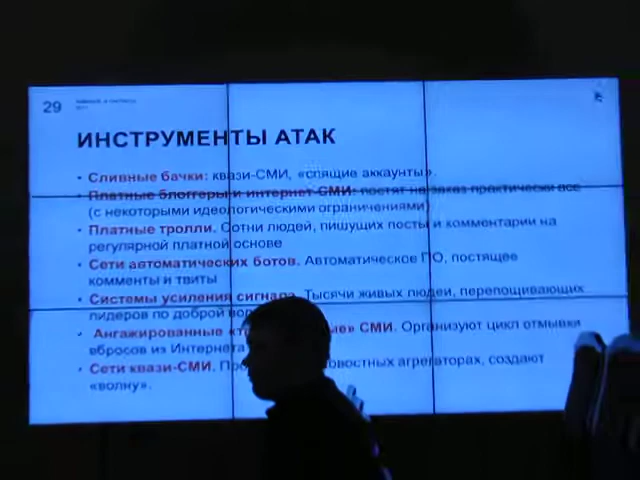 29
ИНСТРУМЕНТЫ АТАК
• Сливные бачки: квази-СМИ, «спящие аккаунты».
• Платные блоггеры и интернет-СМИ: постят на заказ практически все
(с некоторыми идеологическими ограничениями)
• Платные тролли. Сотни людей, пишущих посты и комментарии на
регулярной платной основе
• Сети автоматических ботов. Автоматическое ПО, постящее
комменты и твиты
• Системы усиления сигнала. Тысячи живых людей, перепощивающих
лидеров по доброй
• Ангажированные ные» СМИ. Организуют цикл отмывки
вбросов из Интернета
• Сети квази-СМИ. новостных агрегаторах, создают
«волну».